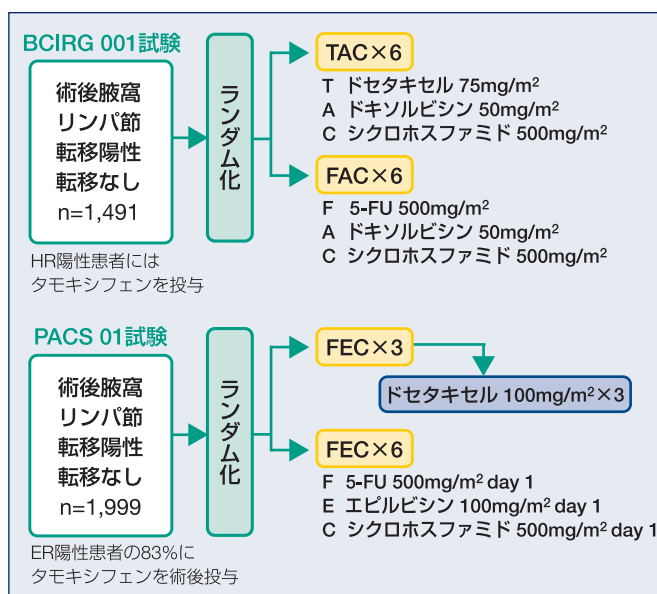 BCIRG 001試験
術後腋窩
リンパ節
転移陽性
転移なし
n=1,491
HR陽性患者には
タモキシフェンを投与
ランダム化
TAC×6
T ドセタキセル 75mg/m²
A ドキソルビシン 50mg/m²
C シクロホスファミド 500mg/m²
FAC×6
F 5-FU 500mg/m²
A ドキソルビシン 50mg/m²
C シクロホスファミド 500mg/m²
PACS 01試験
術後腋窩
リンパ節
転移陽性
転移なし
n=1,999
ER陽性患者の83%に
タモキシフェンを術後投与
ランダム化
FEC×3
ドセタキセル 100mg/m²×3
FEC×6
F 5-FU 500mg/m² day 1
E エピルビシン 100mg/m² day 1
C シクロホスファミド 500mg/m² day 1